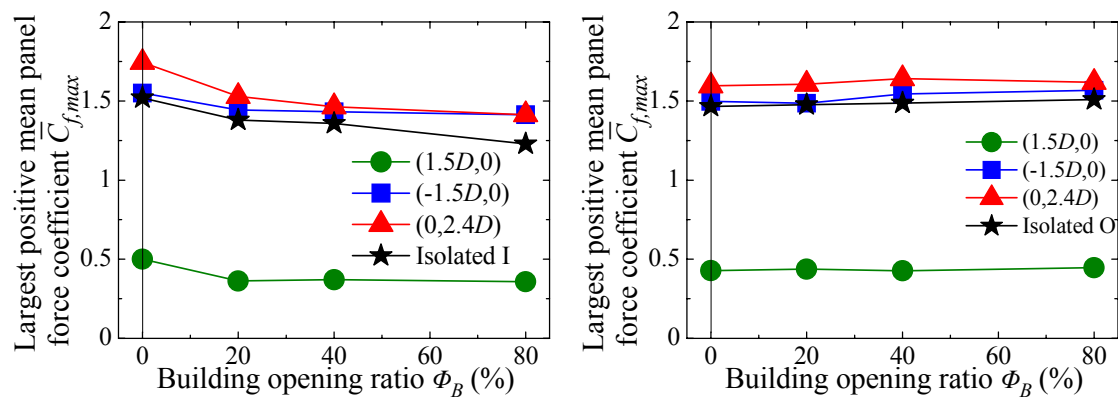 Largest positive mean panel
force coefficient C̄f,max
2
1.5
1
0.5
0
(1.5D,0)
(-1.5D,0)
(0,2.4D)
Isolated I
0 20 40 60 80
Building opening ratio ΦB (%)
Largest positive mean panel
force coefficient C̄f,max
2
1.5
1
0.5
0
(1.5D,0)
(-1.5D,0)
(0,2.4D)
Isolated O
0 20 40 60 80
Building opening ratio ΦB (%)